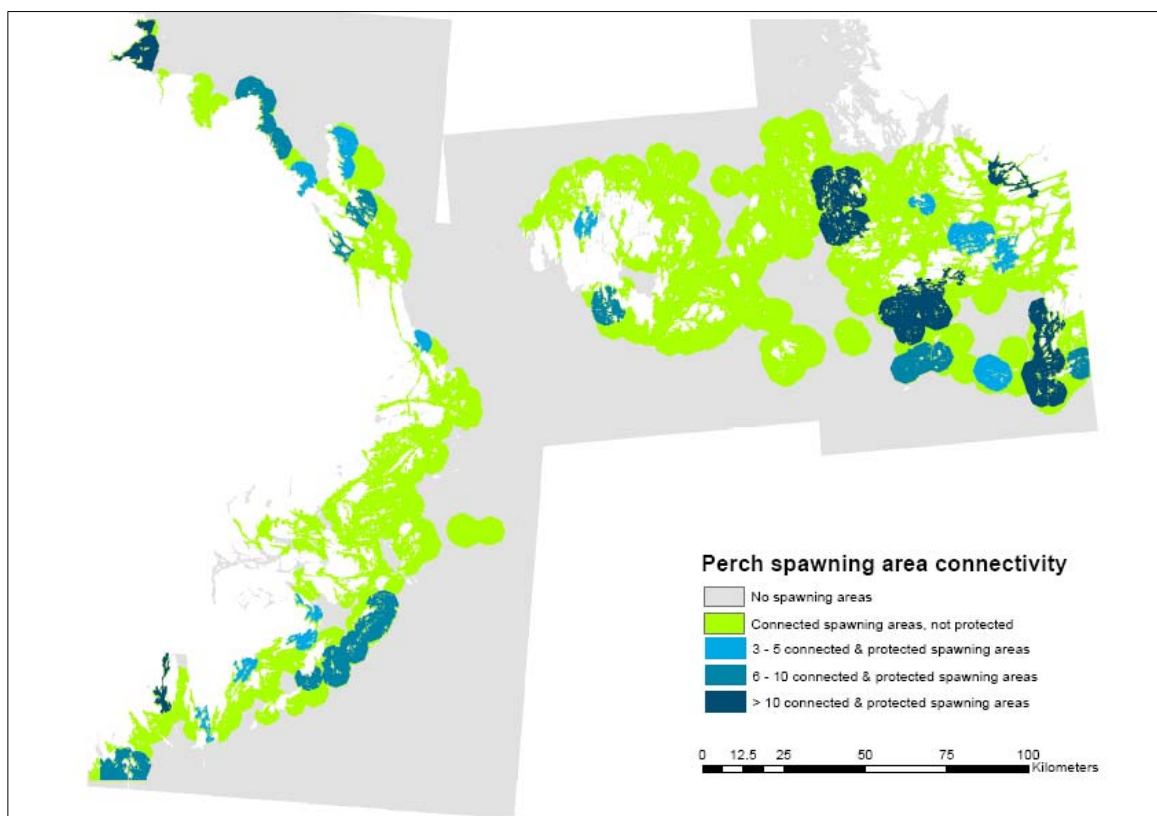 Perch spawning area connectivity
No spawning areas
Connected spawning areas, not protected
3 - 5 connected & protected spawning areas
6 - 10 connected & protected spawning areas
> 10 connected & protected spawning areas
0 12.5 25 50 75 100
Kilometers